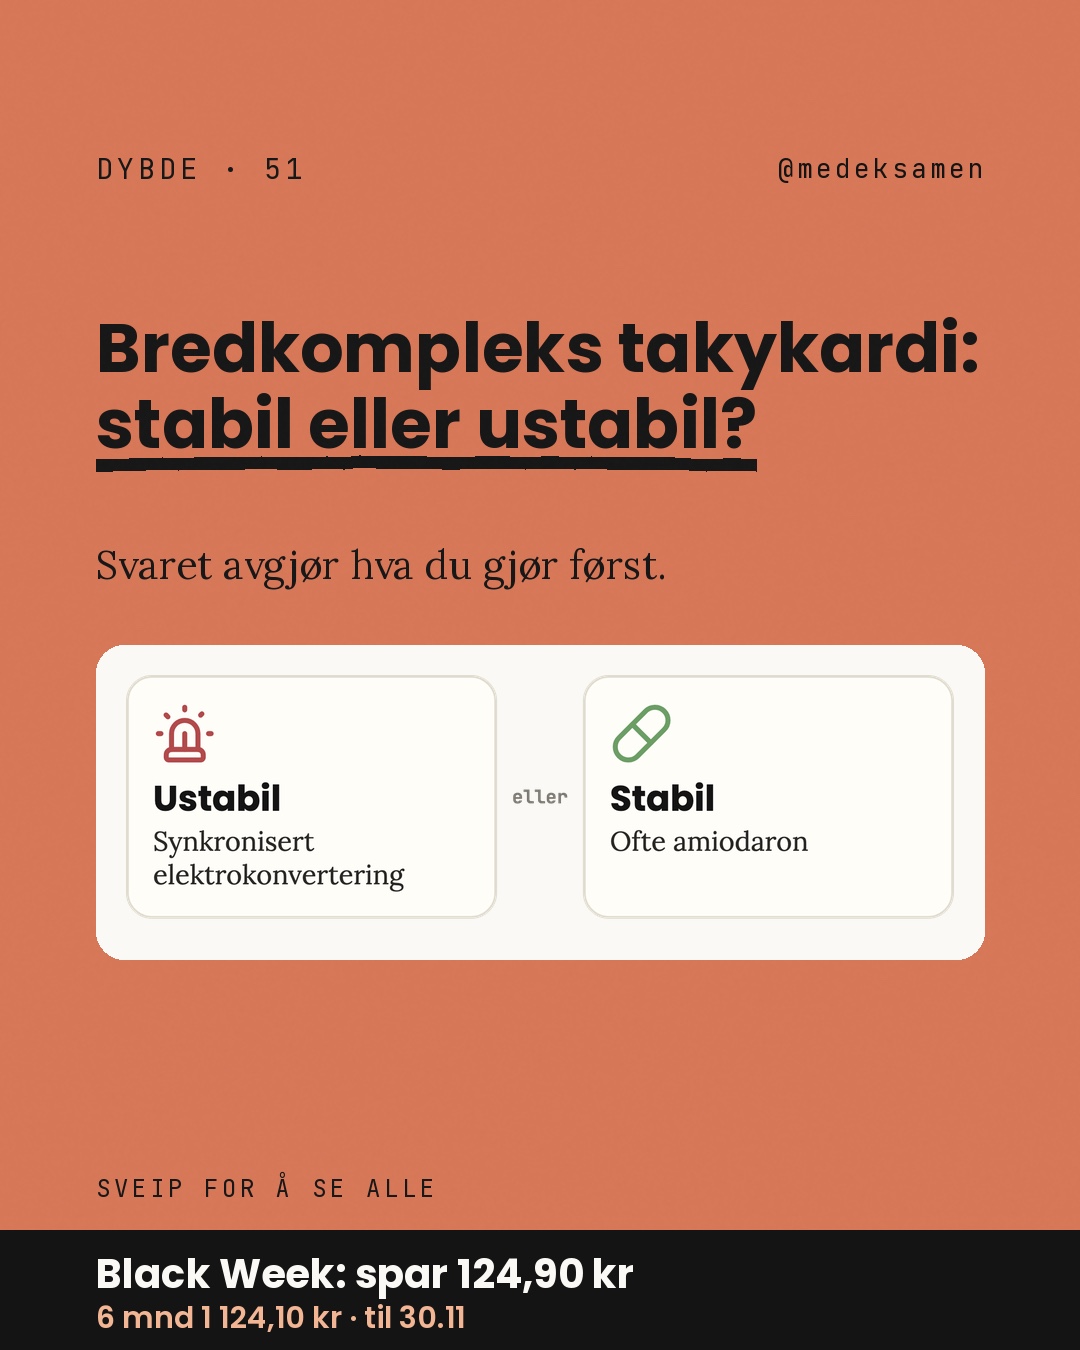 DYBDE · 51
@medeksamen
Bredkompleks takykardi:
stabil eller ustabil?
Svaret avgjør hva du gjør først.
Ustabil
Synkronisert
elektrokonvertering
eller
Stabil
Ofte amiodaron
SVEIP FOR Å SE ALLE
Black Week: spar 124,90 kr
6 mnd 1 124,10 kr · til 30.11